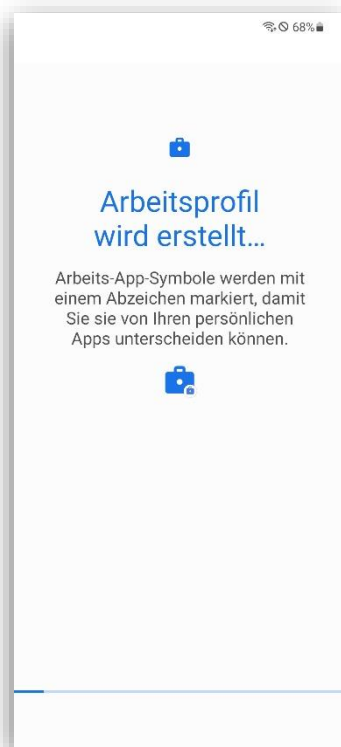 68%
Arbeitsprofil
wird erstellt...
Arbeits-App-Symbole werden mit
einem Abzeichen markiert, damit
Sie sie von Ihren persönlichen
Apps unterscheiden können.